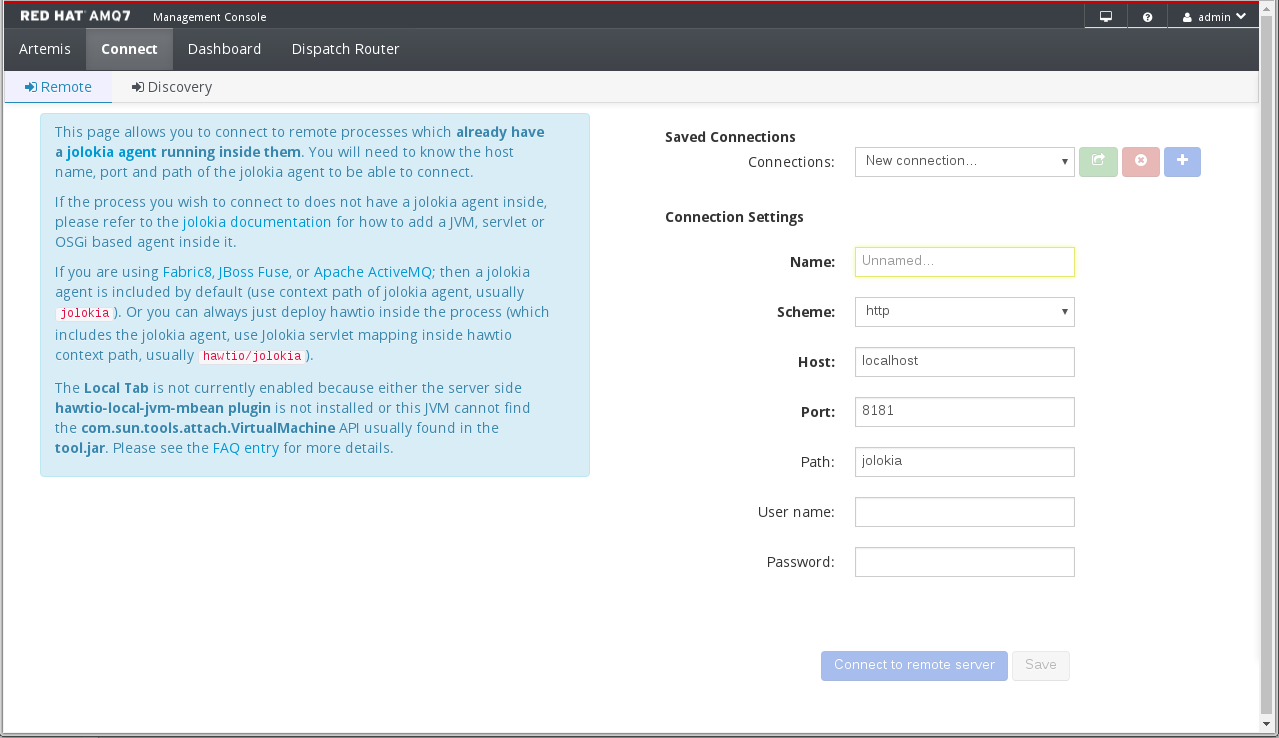 RED HAT AMQ7 Management Console
admin
Artemis Connect Dashboard Dispatch Router
Remote Discovery
This page allows you to connect to remote processes which already have
a jolokia agent running inside them. You will need to know the host
name, port and path of the jolokia agent to be able to connect.
If the process you wish to connect to does not have a jolokia agent inside,
please refer to the jolokia documentation for how to add a JVM, servlet or
OSGi based agent inside it.
If you are using Fabric8, JBoss Fuse, or Apache ActiveMQ; then a jolokia
agent is included by default (use context path of jolokia agent, usually
jolokia ). Or you can always just deploy hawtio inside the process (which
includes the jolokia agent, use Jolokia servlet mapping inside hawtio
context path, usually hawtio/jolokia ).
The Local Tab is not currently enabled because either the server side
hawtio-local-jvm-mbean plugin is not installed or this JVM cannot find
the com.sun.tools.attach.VirtualMachine API usually found in the
tool.jar. Please see the FAQ entry for more details.
Saved Connections
Connections: New connection...
Connection Settings
Name: Unnamed...
Scheme: http
Host: localhost
Port: 8181
Path: jolokia
User name:
Password:
Connect to remote server Save